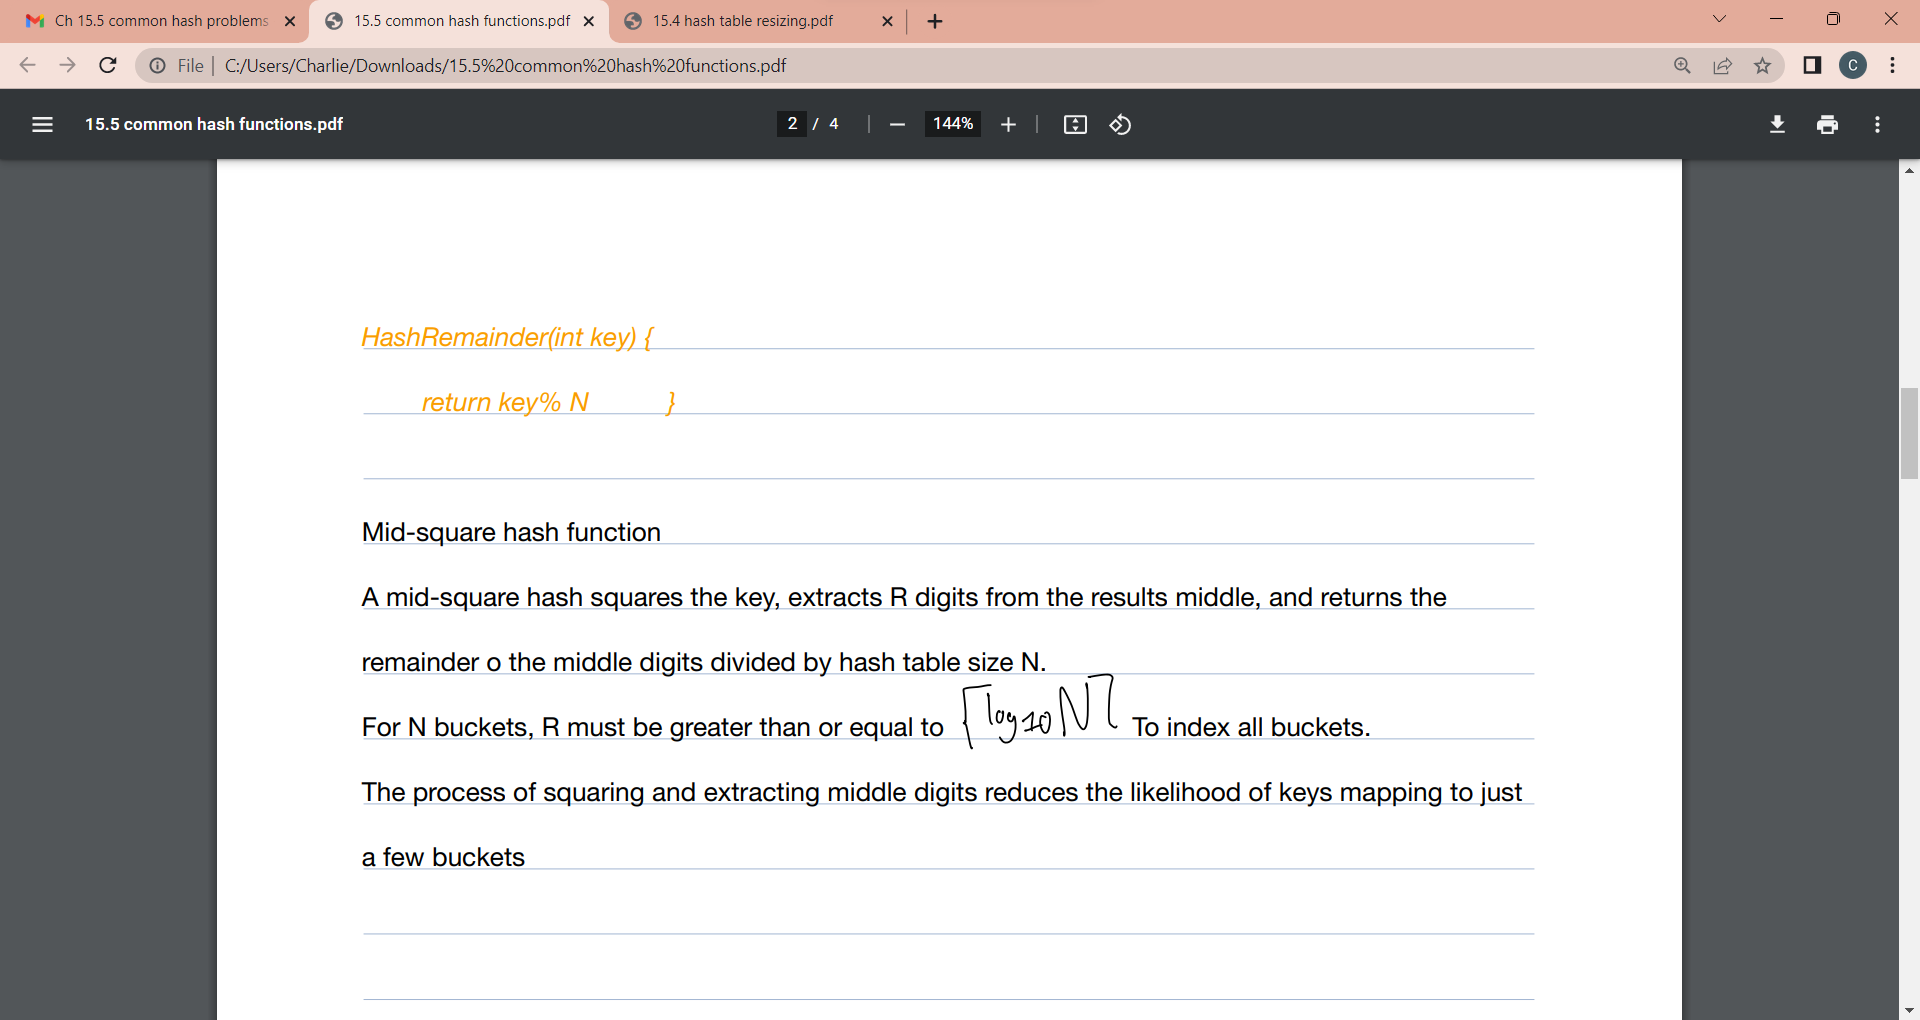 Ch 15.5 common hash problems
15.5 common hash functions.pdf
15.4 hash table resizing.pdf
File
C:/Users/Charlie/Downloads/15.5%20common%20hash%20functions.pdf
C
15.5 common hash functions.pdf
2 / 4
144%
HashRemainder(int key) {
return key% N }
Mid-square hash function
A mid-square hash squares the key, extracts R digits from the results middle, and returns the
remainder o the middle digits divided by hash table size N.
For N buckets, R must be greater than or equal to ⌈log10 N⌉ To index all buckets.
The process of squaring and extracting middle digits reduces the likelihood of keys mapping to just
a few buckets